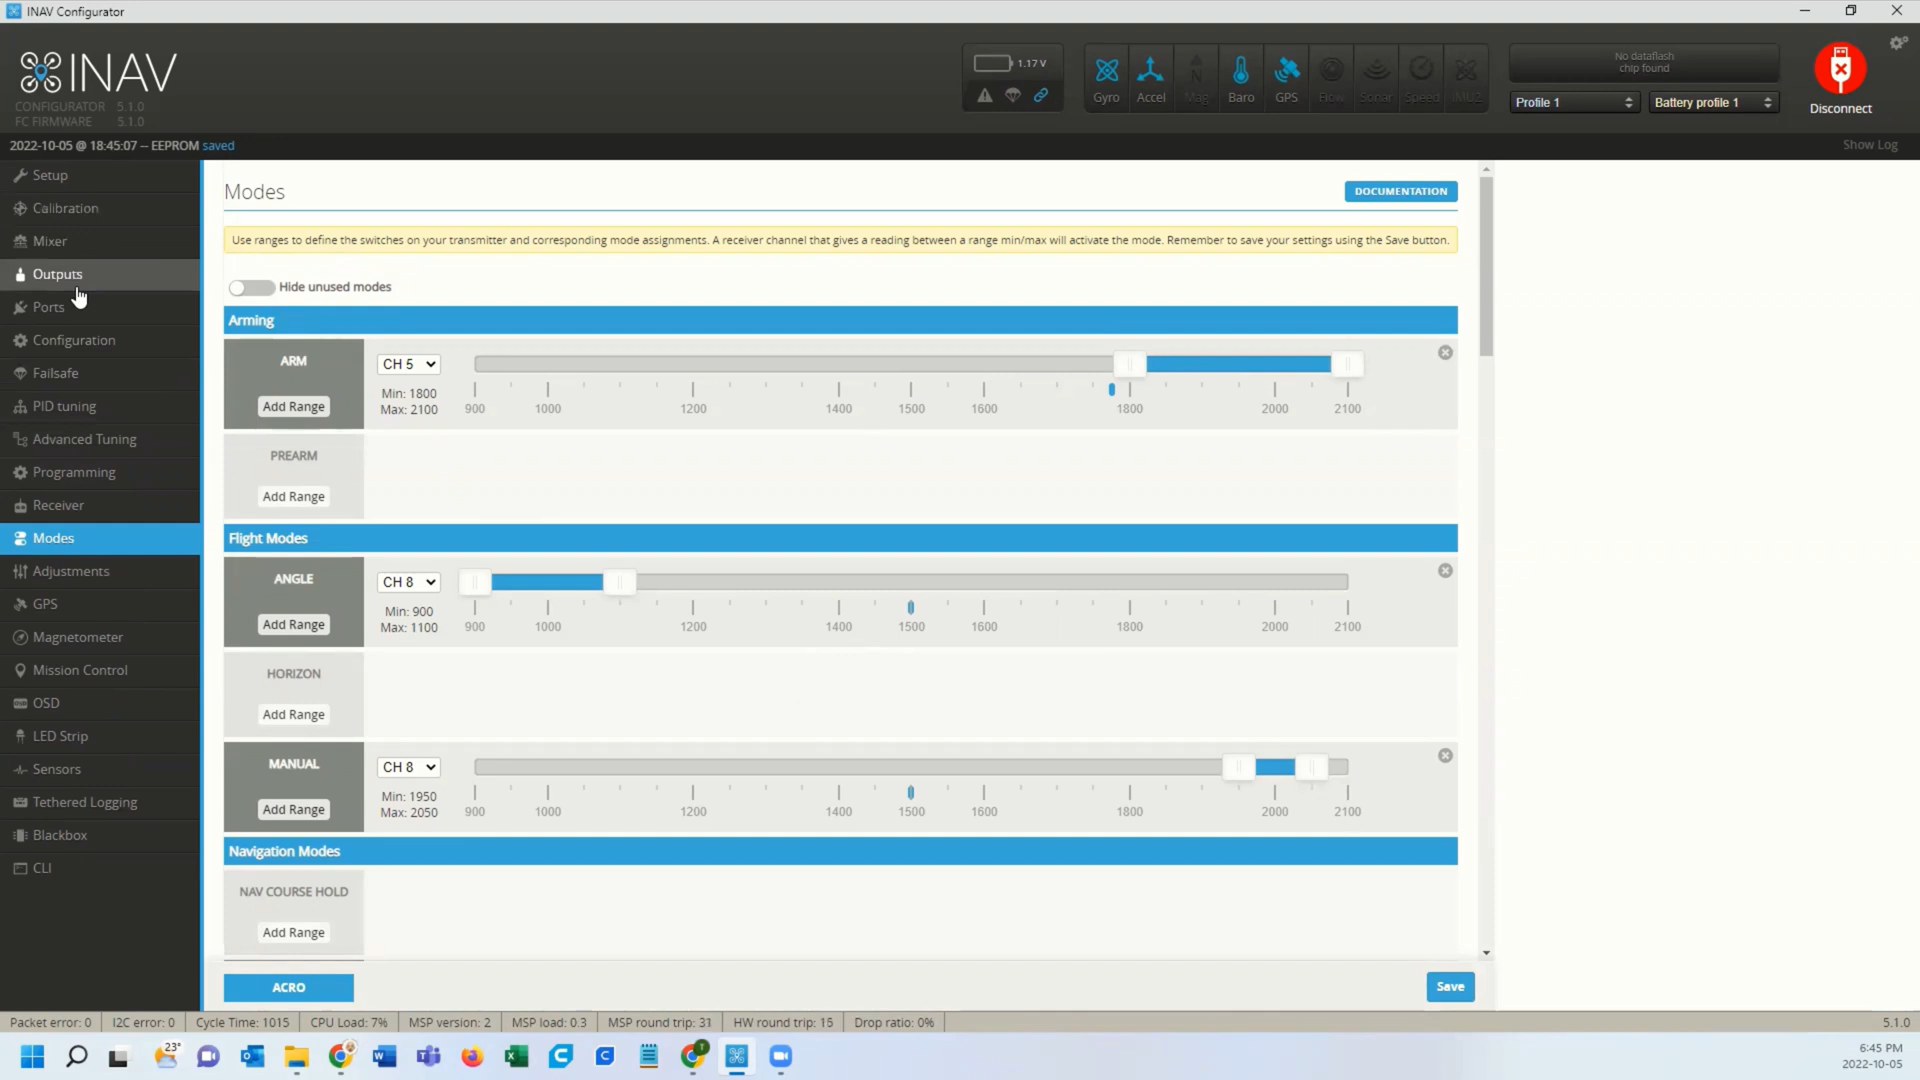 INAV Configurator
INAV
CONFIGURATOR 5.1.0
FC FIRMWARE 5.1.0
1.17 V
Gyro Accel Mag Baro GPS Flow Sonar Speed IMU2
No dataflash
chip found
Profile 1 Battery profile 1
Disconnect
2022-10-05 @ 18:45:07 -- EEPROM saved Show Log
Setup
Calibration
Mixer
Outputs
Ports
Configuration
Failsafe
PID tuning
Advanced Tuning
Programming
Receiver
Modes
Adjustments
GPS
Magnetometer
Mission Control
OSD
LED Strip
Sensors
Tethered Logging
Blackbox
CLI
Modes DOCUMENTATION
Use ranges to define the switches on your transmitter and corresponding mode assignments. A receiver channel that gives a reading between a range min/max will activate the mode. Remember to save your settings using the Save button.
Hide unused modes
Arming
ARM
Add Range
CH 5
Min: 1800
Max: 2100
900 1000 1200 1400 1500 1600 1800 2000 2100
PREARM
Add Range
Flight Modes
ANGLE
Add Range
CH 8
Min: 900
Max: 1100
900 1000 1200 1400 1500 1600 1800 2000 2100
HORIZON
Add Range
MANUAL
Add Range
CH 8
Min: 1950
Max: 2050
900 1000 1200 1400 1500 1600 1800 2000 2100
Navigation Modes
NAV COURSE HOLD
Add Range
ACRO Save
Packet error: 0 I2C error: 0 Cycle Time: 1015 CPU Load: 7% MSP version: 2 MSP load: 0.3 MSP round trip: 31 HW round trip: 15 Drop ratio: 0% 5.1.0
23°
6:45 PM
2022-10-05